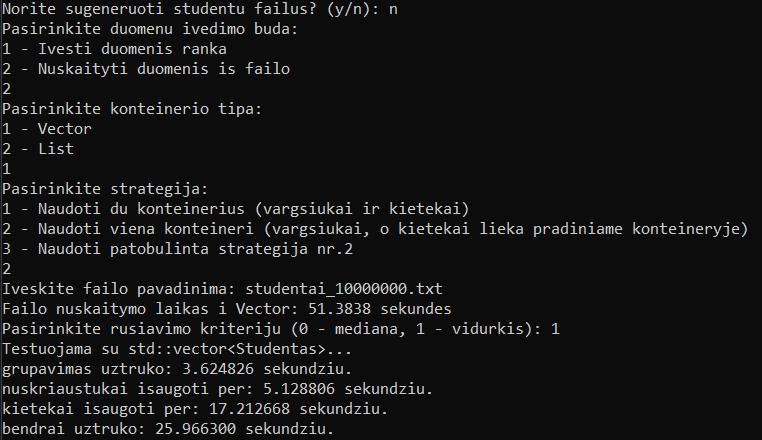 Norite sugeneruoti studentu failus? (y/n): n
Pasirinkite duomenu ivedimo buda:
1 - Ivesti duomenis ranka
2 - Nuskaityti duomenis is failo
2
Pasirinkite konteinerio tipa:
1 - Vector
2 - List
1
Pasirinkite strategija:
1 - Naudoti du konteinerius (vargsiukai ir kietekai)
2 - Naudoti viena konteineri (vargsiukai, o kietekai lieka pradiniame konteineryje)
3 - Naudoti patobulinta strategija nr.2
2
Iveskite failo pavadinima: studentai_10000000.txt
Failo nuskaitymo laikas i Vector: 51.3838 sekundes
Pasirinkite rusiavimo kriteriju (0 - mediana, 1 - vidurkis): 1
Testuojama su std::vector<Studentas>...
grupavimas uztruko: 3.624826 sekundziu.
nuskriaustukai isaugoti per: 5.128806 sekundziu.
kietekai isaugoti per: 17.212668 sekundziu.
bendrai uztruko: 25.966300 sekundziu.